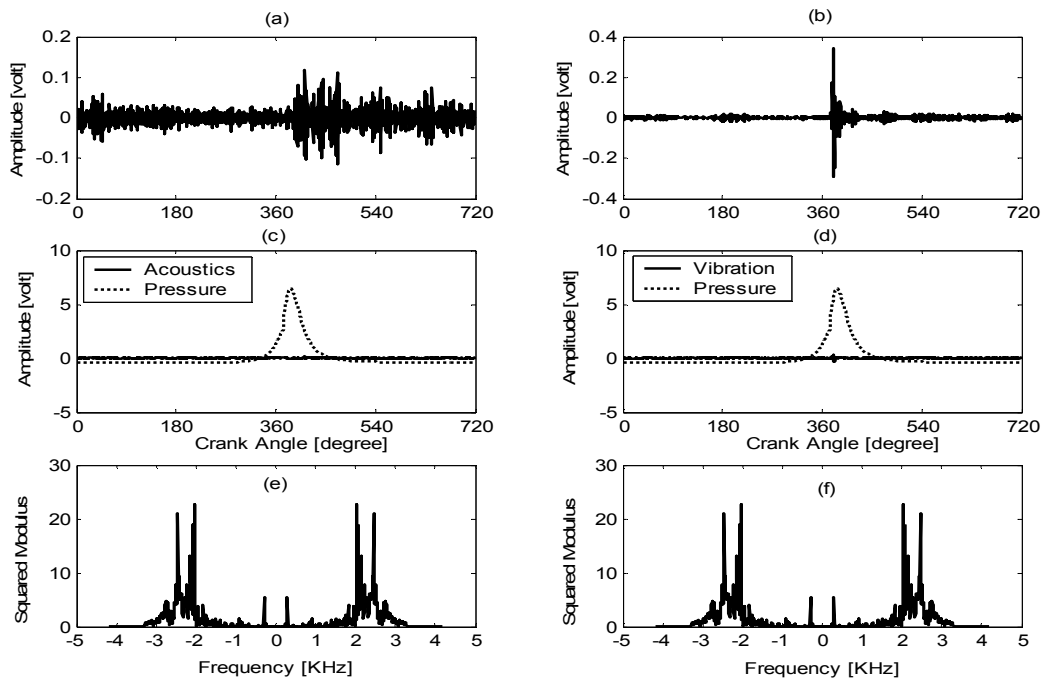 (a)
Amplitude [volt]
0.2
0.1
0
-0.1
-0.2
0 180 360 540 720
(b)
Amplitude [volt]
0.4
0.2
0
-0.2
-0.4
0 180 360 540 720
(c)
Amplitude [volt]
10
5
0
-5
Acoustics
Pressure
0 180 360 540 720
Crank Angle [degree]
(d)
Amplitude [volt]
10
5
0
-5
Vibration
Pressure
0 180 360 540 720
Crank Angle [degree]
(e)
Squared Modulus
30
20
10
0
-5 -4 -3 -2 -1 0 1 2 3 4 5
Frequency [KHz]
(f)
Squared Modulus
30
20
10
0
-5 -4 -3 -2 -1 0 1 2 3 4 5
Frequency [KHz]